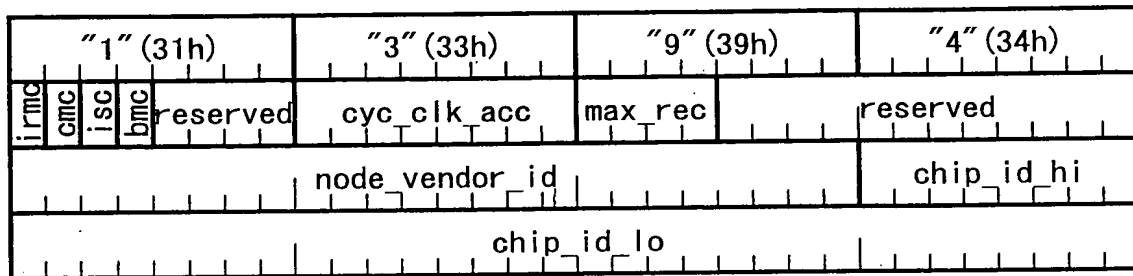 "1" (31h) "3" (33h) "9" (39h) "4" (34h)
irmc cmc isc bmc reserved cyc_clk_acc max_rec reserved
node_vendor_id chip_id_hi
chip_id_lo